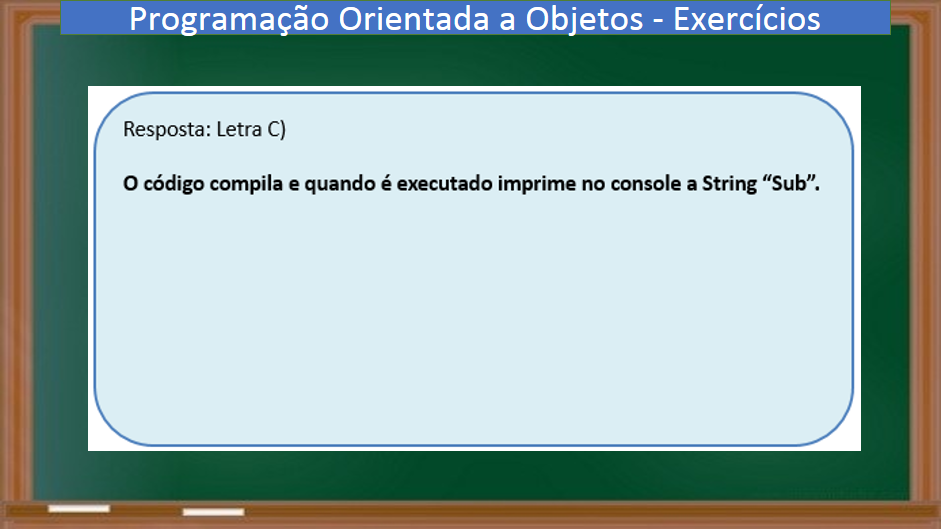 Programação Orientada a Objetos - Exercícios
Resposta: Letra C)
O código compila e quando é executado imprime no console a String “Sub”.